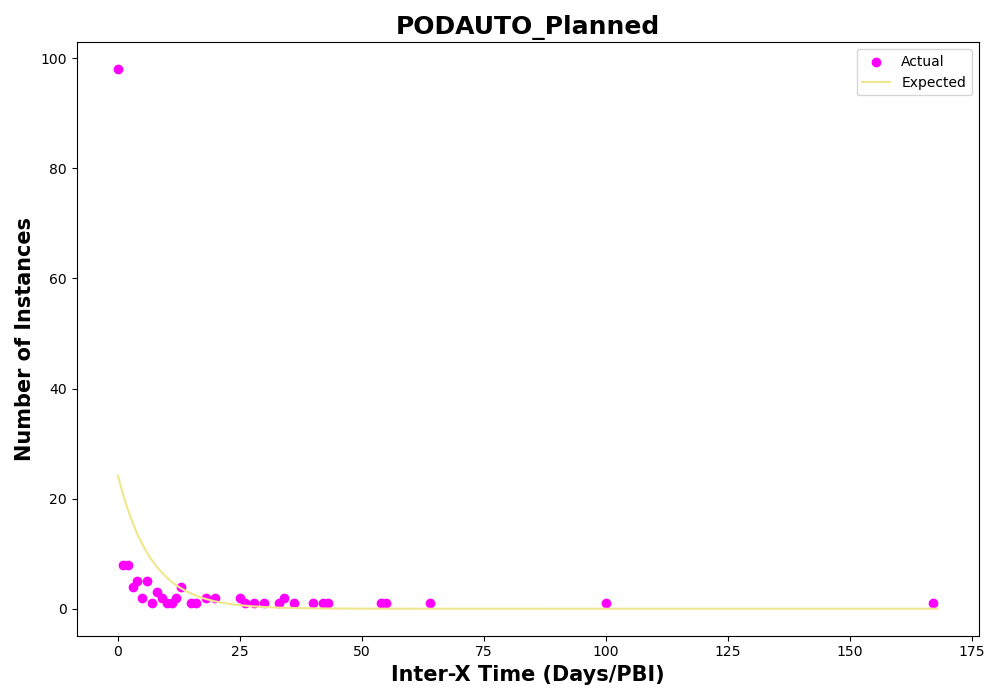 PODAUTO_Planned
Actual
Expected
100
80
60
40
20
0
Number of Instances
0 25 50 75 100 125 150 175
Inter-X Time (Days/PBI)